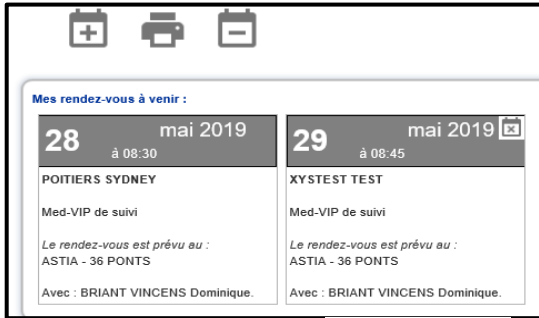 Mes rendez-vous à venir :
28 mai 2019
à 08:30
POITIERS SYDNEY
Med-VIP de suivi
Le rendez-vous est prévu au :
ASTIA - 36 PONTS
Avec : BRIANT VINCENS Dominique.
29 mai 2019
à 08:45
XYSTEST TEST
Med-VIP de suivi
Le rendez-vous est prévu au :
ASTIA - 36 PONTS
Avec : BRIANT VINCENS Dominique.